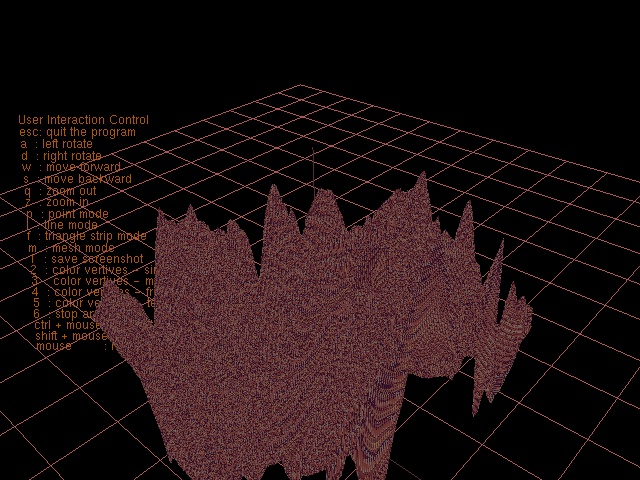 User Interaction Control
esc: quit the program
a : left rotate
d : right rotate
w : move forward
s : move backward
q : zoom out
z : zoom in
p : point mode
: line mode
f : triangle strip mode
m : mesh mode
: save screenshot
2 : color vertives -
3 : color vertives -
4 : color vertives -
5 : color
6 : stop
ctrl + mouse
shift + mouse
mouse :